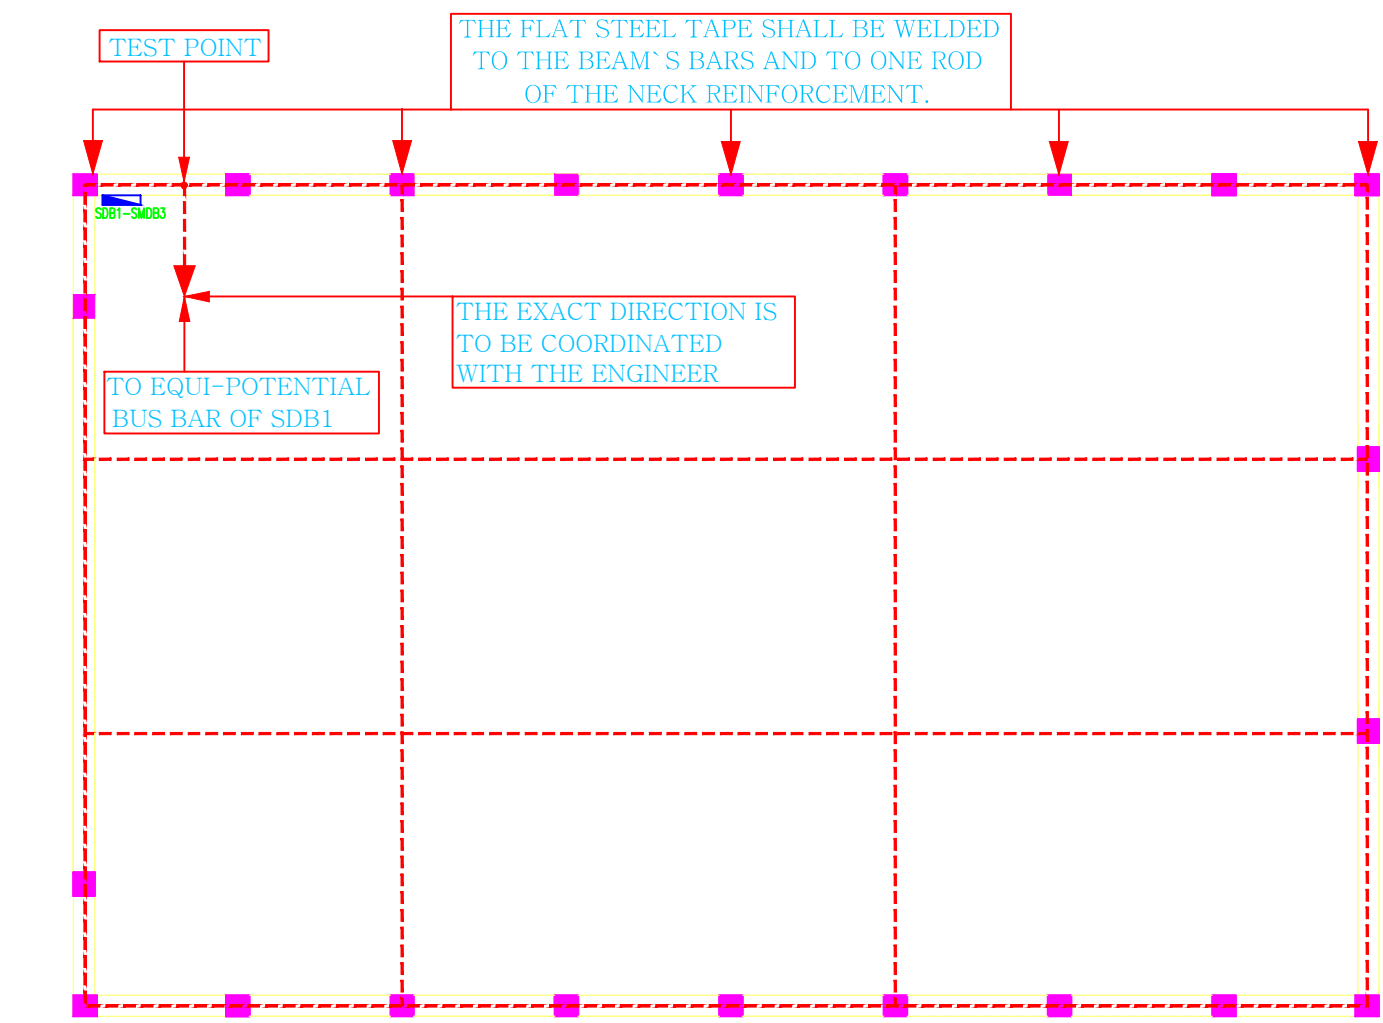 THE FLAT STEEL TAPE SHALL BE WELDED
TO THE BEAM`S BARS AND TO ONE ROD
OF THE NECK REINFORCEMENT.
TEST POINT
SDB1-SMDB3
THE EXACT DIRECTION IS
TO BE COORDINATED
WITH THE ENGINEER
TO EQUI-POTENTIAL
BUS BAR OF SDB1